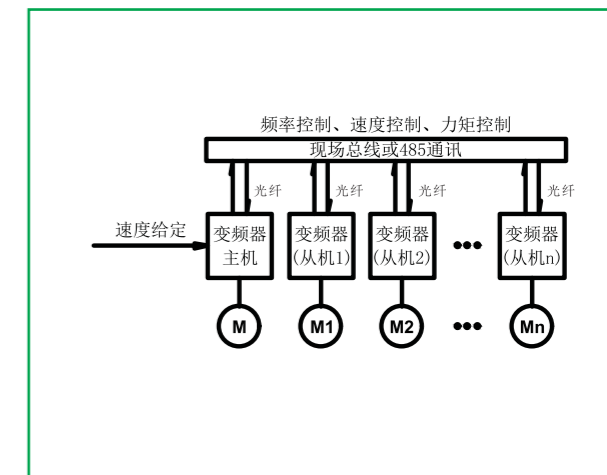 频率控制、速度控制、力矩控制
现场总线或485通讯
光纤 光纤 光纤 光纤
速度给定
变频器 变频器 变频器 变频器
主机 (从机1) (从机2) (从机n)
M M1 M2 Mn